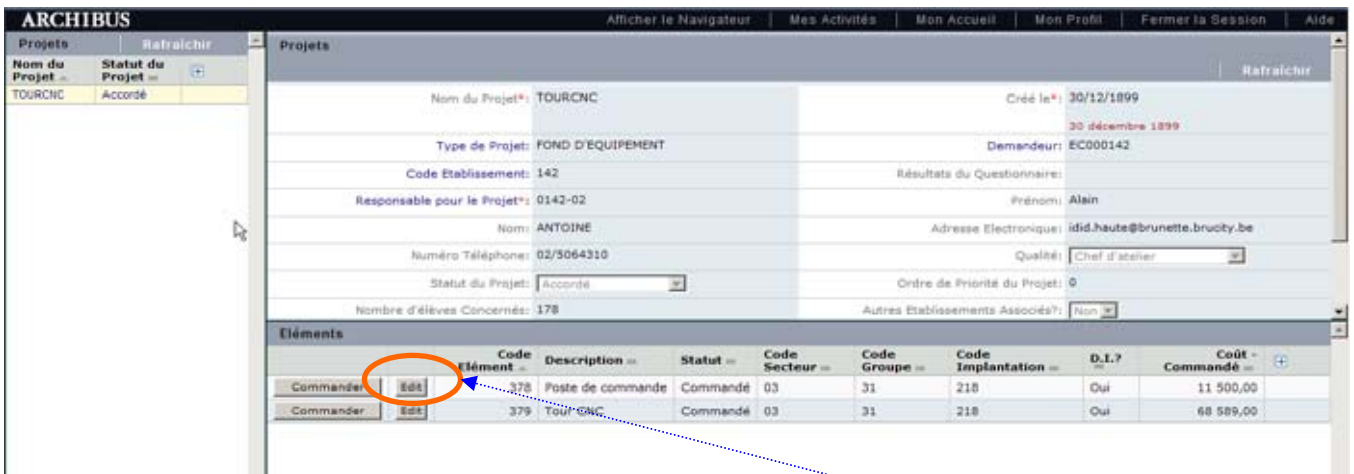 ARCHIBUS
Afficher le Navigateur | Mes Activités | Mon Accueil | Mon Profil | Fermer la Session | Aide
Projets Rafraîchir
Nom du Projet Statut du Projet
TOURCNC Accordé
Projets
Rafraîchir
Nom du Projet*: TOURCNC Créé le*: 30/12/1899
30 décembre 1899
Type de Projet: FOND D'EQUIPEMENT Demandeur: EC000142
Code Etablissement: 142 Résultats du Questionnaire:
Responsable pour le Projet*: 0142-02 Prénom: Alain
Nom: ANTOINE Adresse Electronique: idid.haute@brunette.brucity.be
Numéro Téléphone: 02/5064310 Qualité: Chef d'atelier
Statut du Projet: Accordé Ordre de Priorité du Projet: 0
Nombre d'élèves Concernés: 178 Autres Etablissements Associés?: Non
Eléments
Code Elément Description Statut Code Secteur Code Groupe Code Implantation D.I.? Coût - Commandé
Commander Edit 378 Poste de commande Commandé 03 31 218 Oui 11 500,00
Commander Edit 379 Tour CNC Commandé 03 31 218 Oui 68 589,00